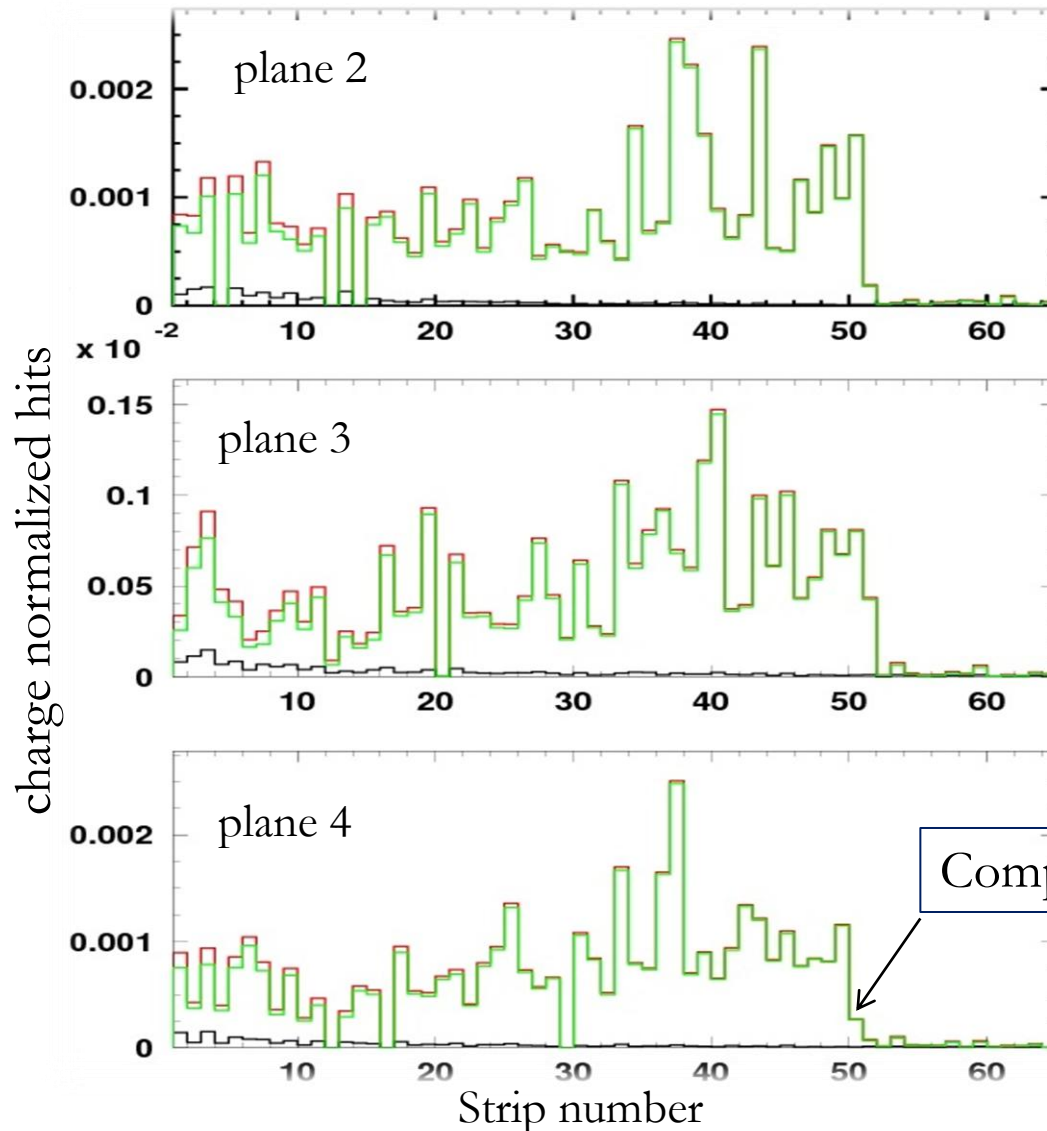 plane 2
0.002
0.001
0
10 20 30 40 50 60
-2
x 10
plane 3
0.15
0.1
0.05
0
10 20 30 40 50 60
charge normalized hits
plane 4
0.002
0.001
0
Comp
10 20 30 40 50 60
Strip number